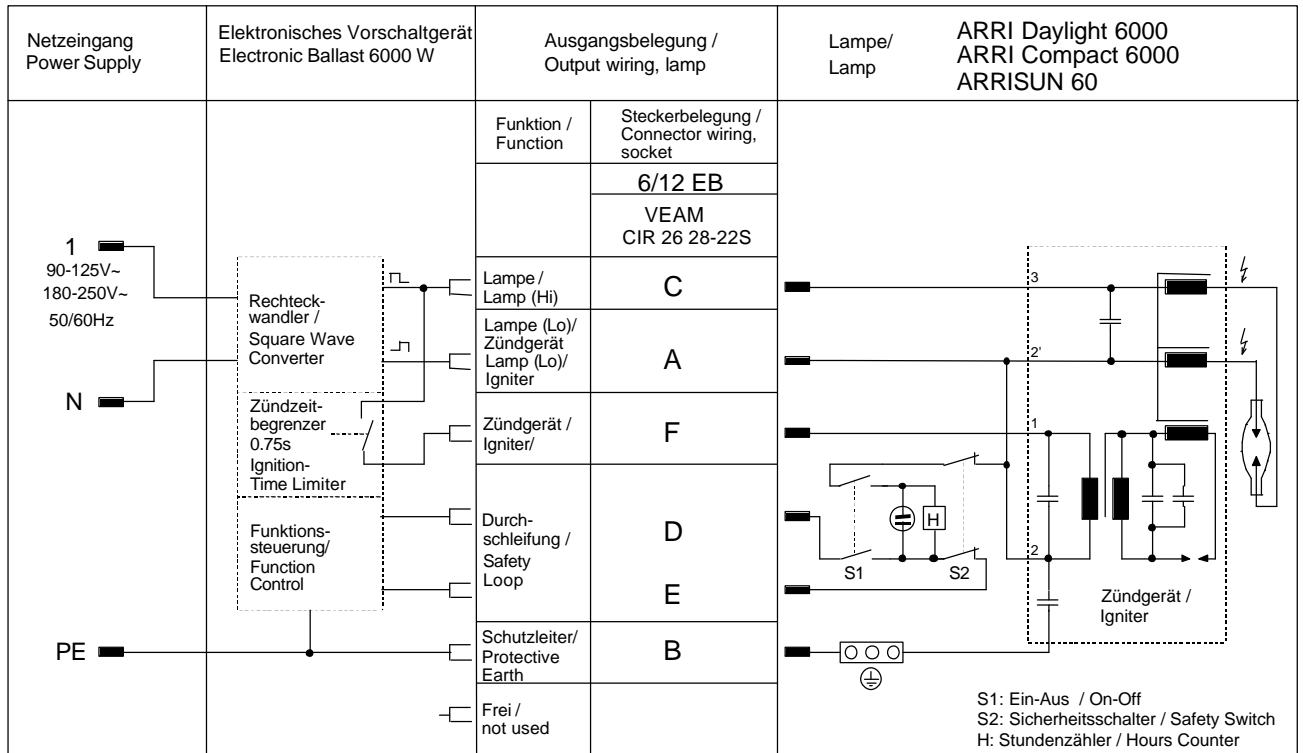 Netzeingang
Power Supply
Elektronisches Vorschaltgerät
Electronic Ballast 6000 W
Ausgangsbelegung /
Output wiring, lamp
Lampe/
Lamp
ARRI Daylight 6000
ARRI Compact 6000
ARRISUN 60
Funktion /
Function
Steckerbelegung /
Connector wiring,
socket
6/12 EB
VEAM
CIR 26 28-22S
1
90-125V~
180-250V~
50/60Hz
N
PE
Rechteck-
wandler /
Square Wave
Converter
Zündzeit-
begrenzer
0.75s
Ignition-
Time Limiter
Funktions-
steuerung/
Function
Control
Lampe /
Lamp (Hi)
C
Lampe (Lo)/
Zündgerät
Lamp (Lo)/
Igniter
A
Zündgerät /
Igniter/
F
Durch-
schleifung /
Safety
Loop
D
E
Schutzleiter/
Protective
Earth
B
Frei /
not used
3
2'
1
2
H
S1
S2
Zündgerät /
Igniter
S1: Ein-Aus / On-Off
S2: Sicherheitsschalter / Safety Switch
H: Stundenzähler / Hours Counter